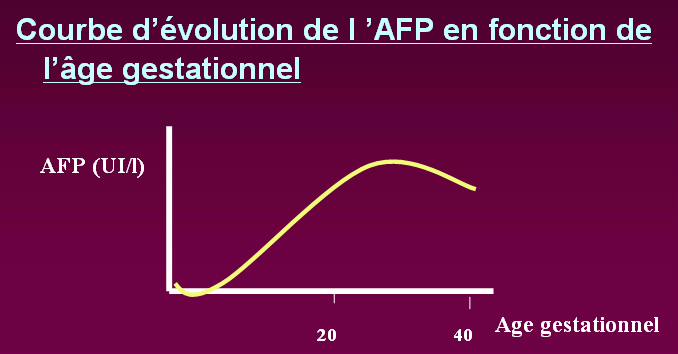 Courbe d’évolution de l ’AFP en fonction de
l’âge gestationnel
AFP (UI/l)
20
40
Age gestationnel